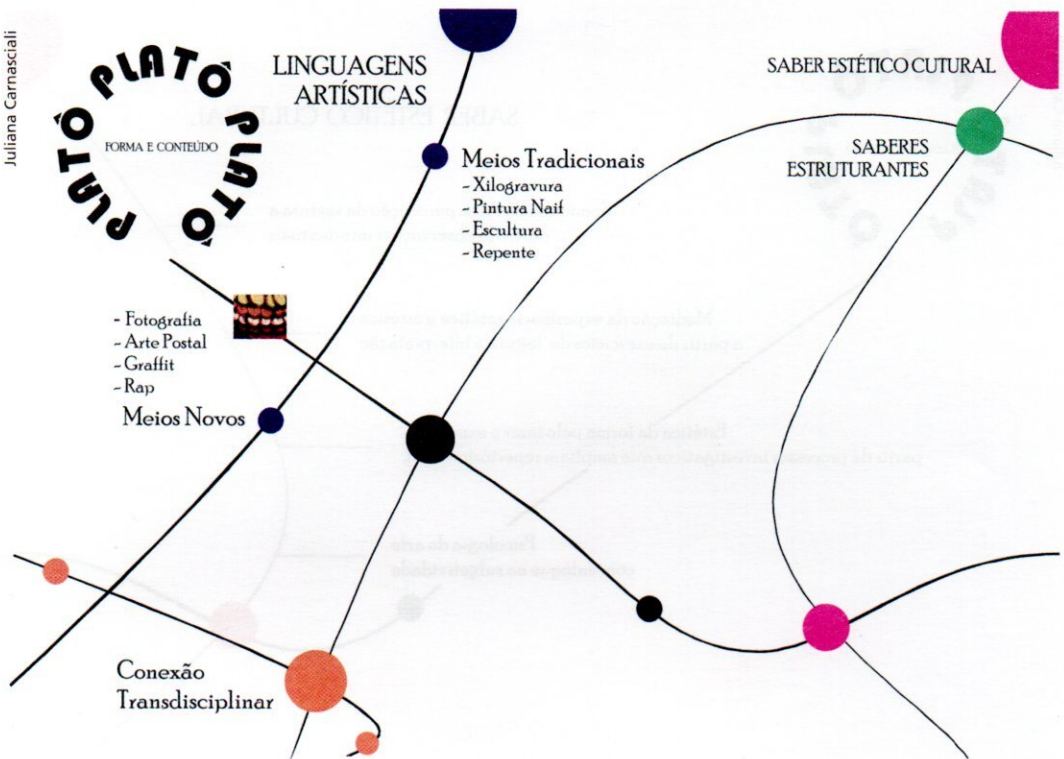 Juliana Carnasciali
PLATÔ PLATÔ PLATÔ PLATÔ
FORMA E CONTEÚDO
LINGUAGENS
ARTÍSTICAS
Meios Tradicionais
- Xilogravura
- Pintura Naif
- Escultura
- Repente
SABER ESTÉTICO CUTURAL
SABERES
ESTRUTURANTES
- Fotografia
- Arte Postal
- Graffit
- Rap
Meios Novos
Conexão
Transdisciplinar